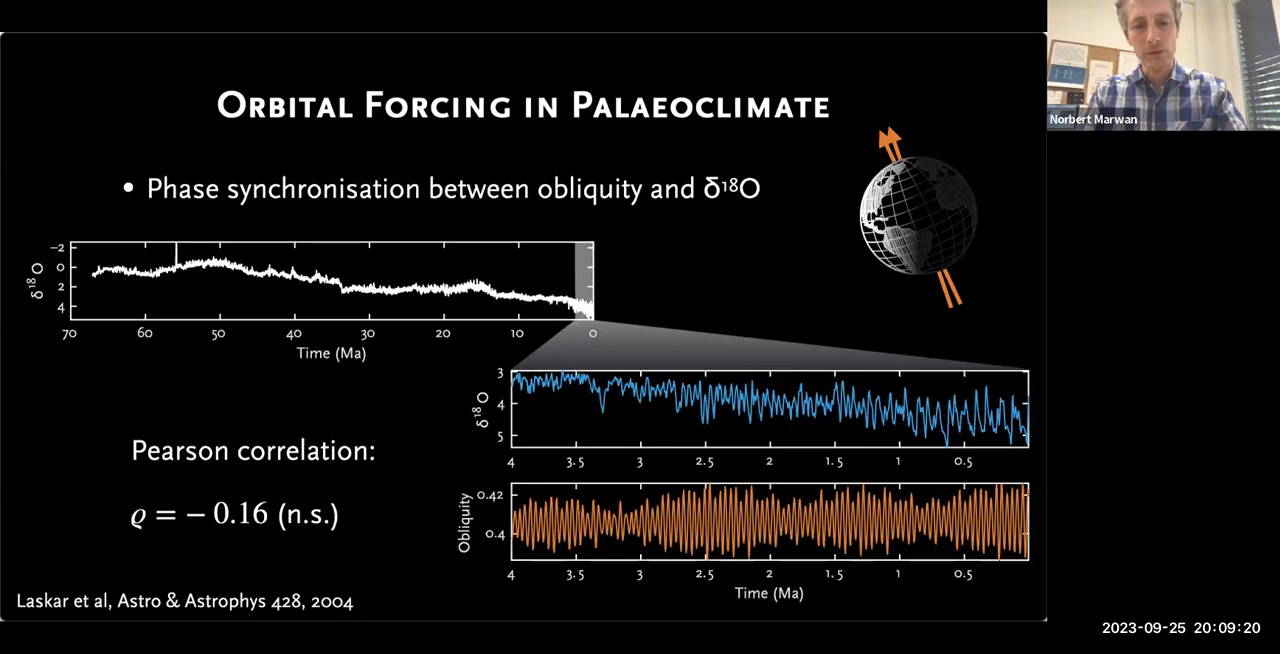 Norbert Marwan
ORBITAL FORCING IN PALAEOCLIMATE
• Phase synchronisation between obliquity and δ¹⁸O
−2
0
2
4
δ¹⁸O
70 60 50 40 30 20 10 0
Time (Ma)
3
4
5
δ¹⁸O
4 3.5 3 2.5 2 1.5 1 0.5
Pearson correlation:
ϱ = − 0.16 (n.s.)
0.42
0.4
Obliquity
4 3.5 3 2.5 2 1.5 1 0.5
Time (Ma)
Laskar et al, Astro & Astrophys 428, 2004
2023-09-25 20:09:20